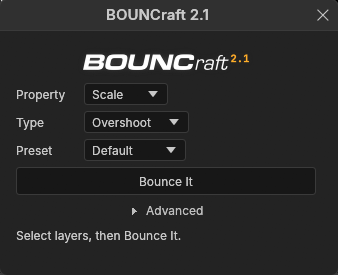 BOUNCraft 2.1
BOUNCraft 2.1
Property Scale
Type Overshoot
Preset Default
Bounce It
Advanced
Select layers, then Bounce It.